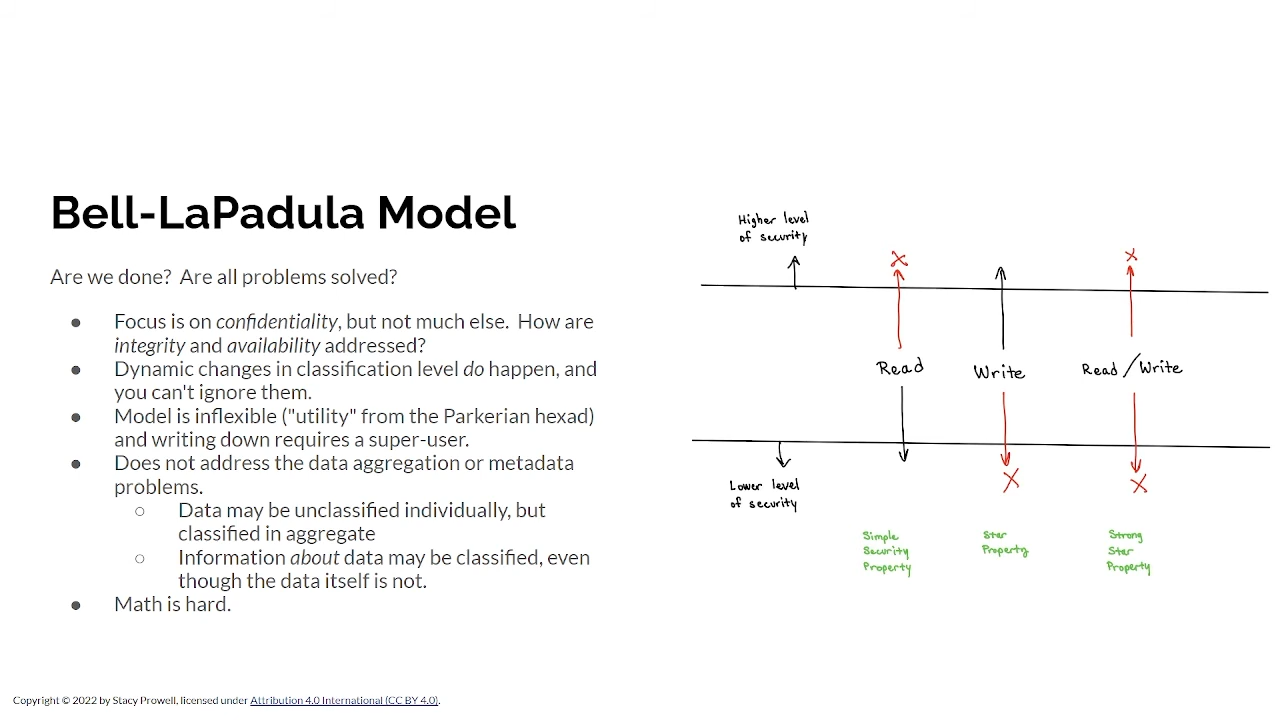 Bell-LaPadula Model
Are we done? Are all problems solved?
● Focus is on confidentiality, but not much else. How are
integrity and availability addressed?
● Dynamic changes in classification level do happen, and
you can't ignore them.
● Model is inflexible ("utility" from the Parkerian hexad)
and writing down requires a super-user.
● Does not address the data aggregation or metadata
problems.
○ Data may be unclassified individually, but
classified in aggregate
○ Information about data may be classified, even
though the data itself is not.
● Math is hard.
Higher level
of security
X
X
Read
Write
Read/Write
X
X
Lower level
of security
Simple
Security
Property
Star
Property
Strong
Star
Property
Copyright © 2022 by Stacy Prowell, licensed under Attribution 4.0 International (CC BY 4.0).